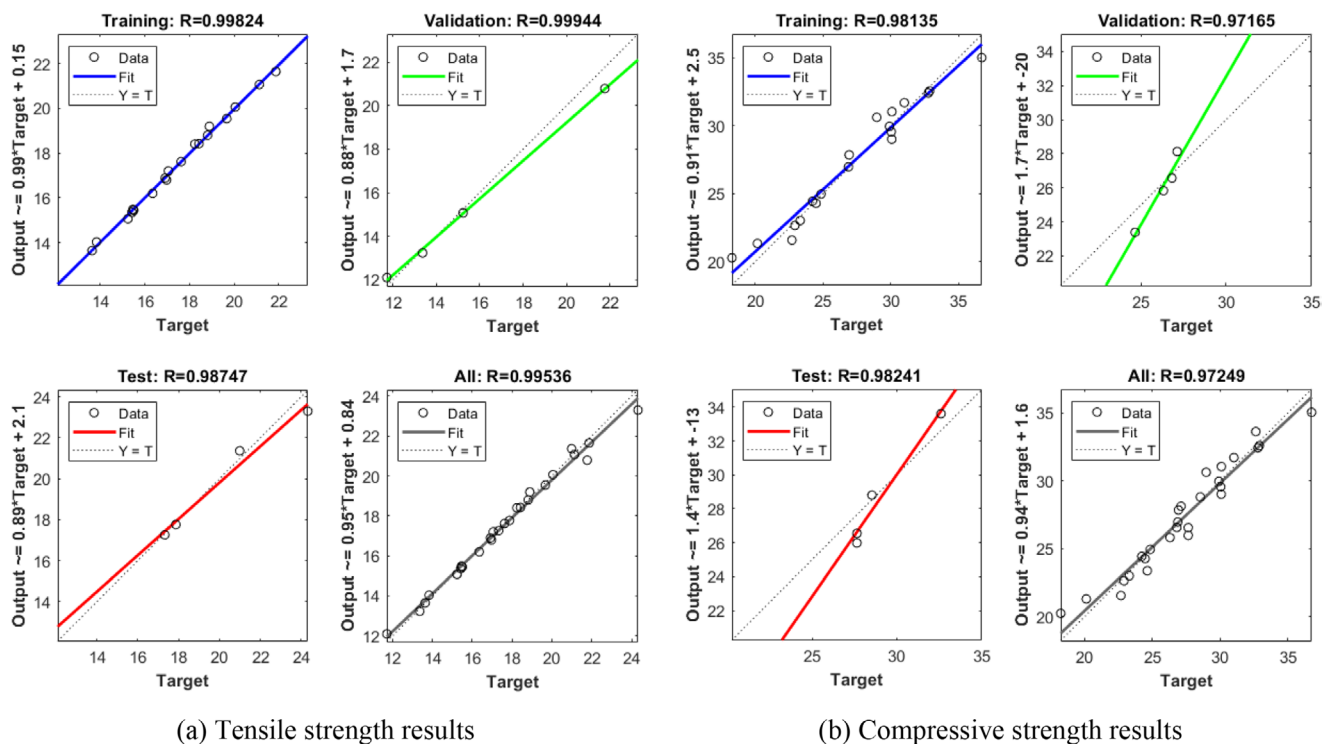 Training: R=0.99824
Output ~= 0.99*Target + 0.15
Data
Fit
Y = T
22
20
18
16
14
14 16 18 20 22
Target
Validation: R=0.99944
Output ~= 0.88*Target + 1.7
Data
Fit
Y = T
22
20
18
16
14
12
12 14 16 18 20 22
Target
Training: R=0.98135
Output ~= 0.91*Target + 2.5
Data
Fit
Y = T
35
30
25
20
20 25 30 35
Target
Validation: R=0.97165
Output ~= 1.7*Target + -20
Data
Fit
Y = T
34
32
30
28
26
24
22
25 30 35
Target
Test: R=0.98747
Output ~= 0.89*Target + 2.1
Data
Fit
Y = T
24
22
20
18
16
14
14 16 18 20 22 24
Target
All: R=0.99536
Output ~= 0.95*Target + 0.84
Data
Fit
Y = T
24
22
20
18
16
14
12
12 14 16 18 20 22 24
Target
Test: R=0.98241
Output ~= 1.4*Target + -13
Data
Fit
Y = T
34
32
30
28
26
24
22
25 30 35
Target
All: R=0.97249
Output ~= 0.94*Target + 1.6
Data
Fit
Y = T
35
30
25
20
20 25 30 35
Target
(a) Tensile strength results
(b) Compressive strength results